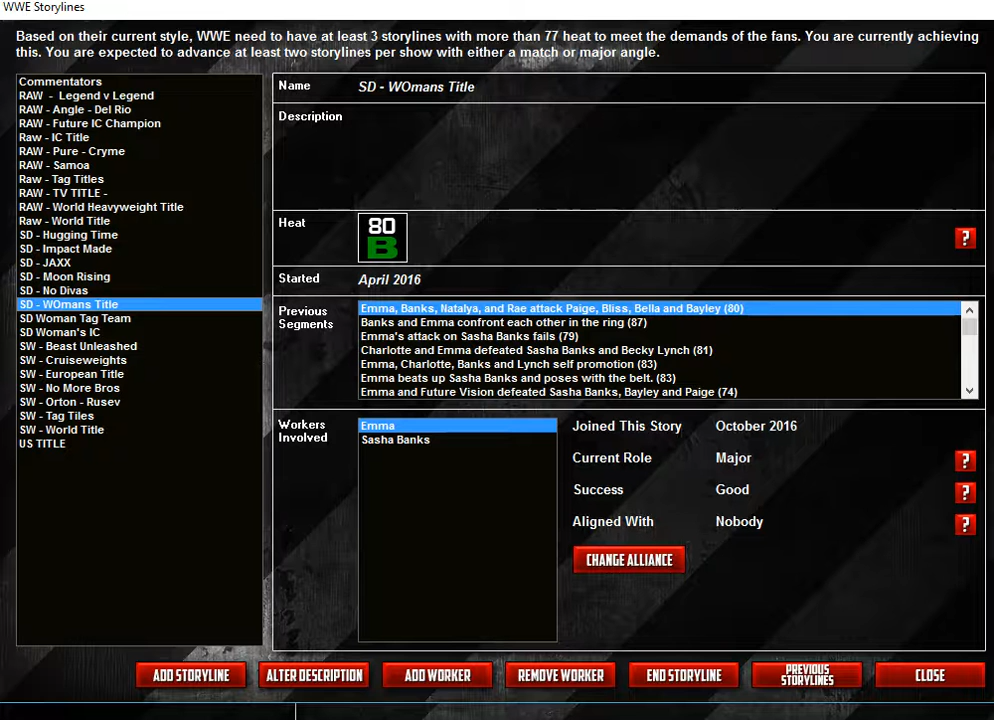 WWE Storylines
Based on their current style, WWE need to have at least 3 storylines with more than 77 heat to meet the demands of the fans. You are currently achieving
this. You are expected to advance at least two storylines per show with either a match or major angle.
Commentators
RAW - Legend v Legend
RAW - Angle - Del Rio
RAW - Future IC Champion
Raw - IC Title
RAW - Pure - Cryme
RAW - Samoa
Raw - Tag Titles
RAW - TV TITLE -
RAW - World Heavyweight Title
Raw - World Title
SD - Hugging Time
SD - Impact Made
SD - JAXX
SD - Moon Rising
SD - No Divas
SD - WOmans Title
SD Woman Tag Team
SD Woman's IC
SW - Beast Unleashed
SW - Cruiseweights
SW - European Title
SW - No More Bros
SW - Orton - Rusev
SW - Tag Tiles
SW - World Title
US TITLE
Name SD - WOmans Title
Description
Heat 80 B ?
Started April 2016
Previous Segments
Emma, Banks, Natalya, and Rae attack Paige, Bliss, Bella and Bayley (80)
Banks and Emma confront each other in the ring (87)
Emma's attack on Sasha Banks fails (79)
Charlotte and Emma defeated Sasha Banks and Becky Lynch (81)
Emma, Charlotte, Banks and Lynch self promotion (83)
Emma beats up Sasha Banks and poses with the belt. (83)
Emma and Future Vision defeated Sasha Banks, Bayley and Paige (74)
Workers Involved
Emma
Sasha Banks
Joined This Story October 2016
Current Role Major ?
Success Good ?
Aligned With Nobody ?
CHANGE ALLIANCE
ADD STORYLINE ALTER DESCRIPTION ADD WORKER REMOVE WORKER END STORYLINE PREVIOUS STORYLINES CLOSE